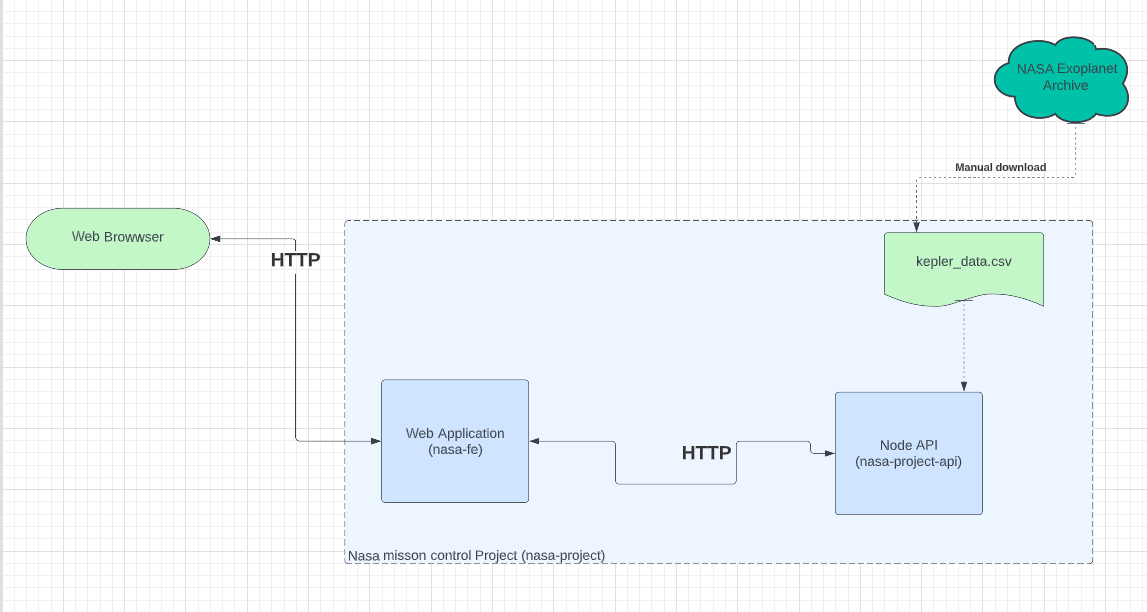 NASA Exoplanet
Archive
Manual download
Web Browwser
HTTP
kepler_data.csv
Web Application
(nasa-fe)
HTTP
Node API
(nasa-project-api)
Nasa misson control Project (nasa-project)